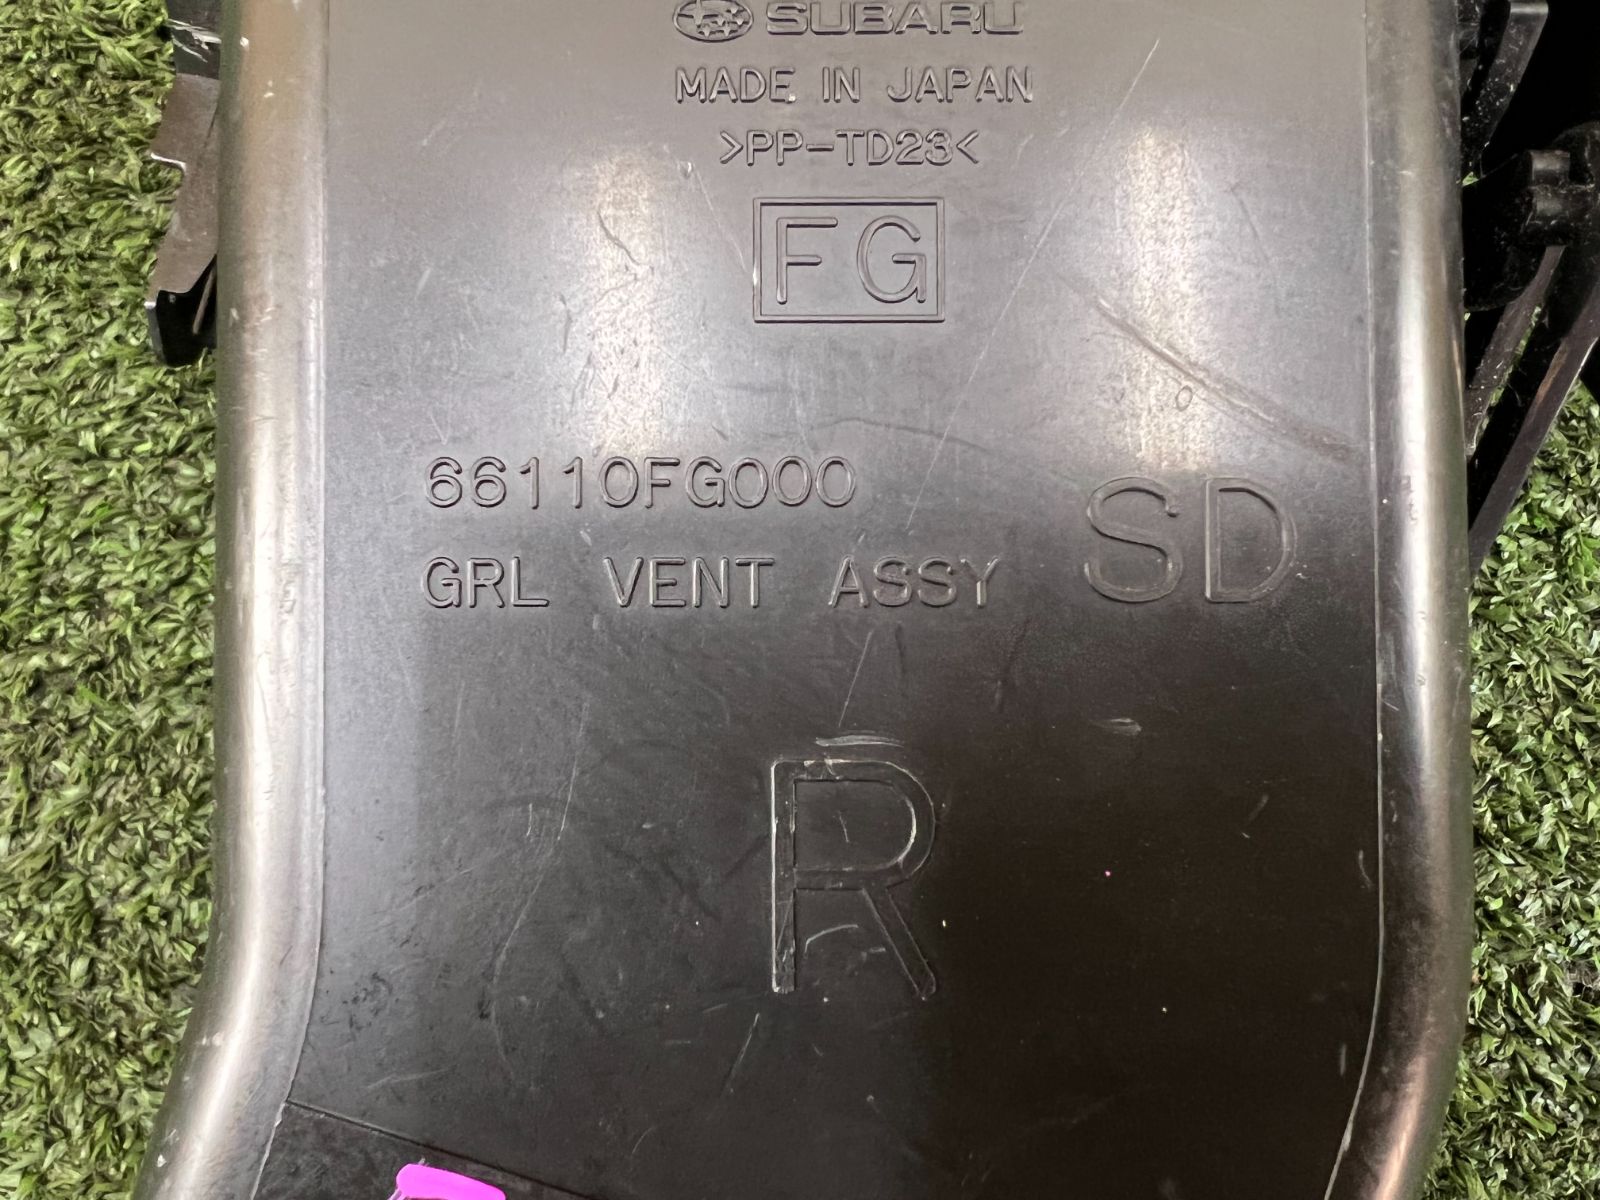 SUBARU
MADE IN JAPAN
>PP-TD23<
FG
66110FG000
GRL VENT ASSY
SD
R